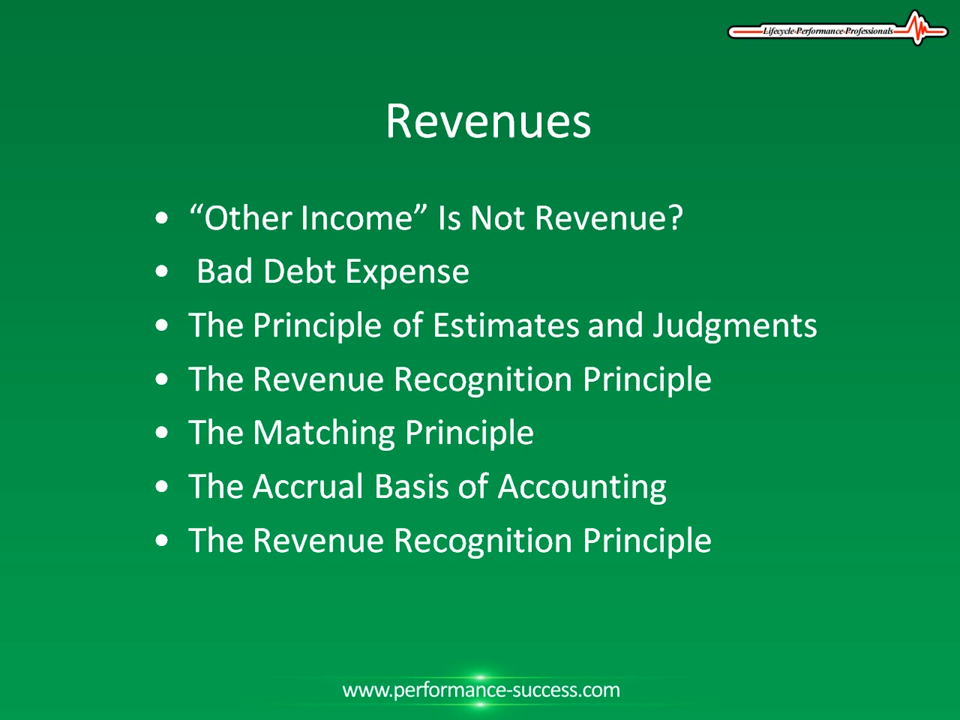 Lifecycle-Performance-Professionals
Revenues
• “Other Income” Is Not Revenue?
• Bad Debt Expense
• The Principle of Estimates and Judgments
• The Revenue Recognition Principle
• The Matching Principle
• The Accrual Basis of Accounting
• The Revenue Recognition Principle
www.performance-success.com